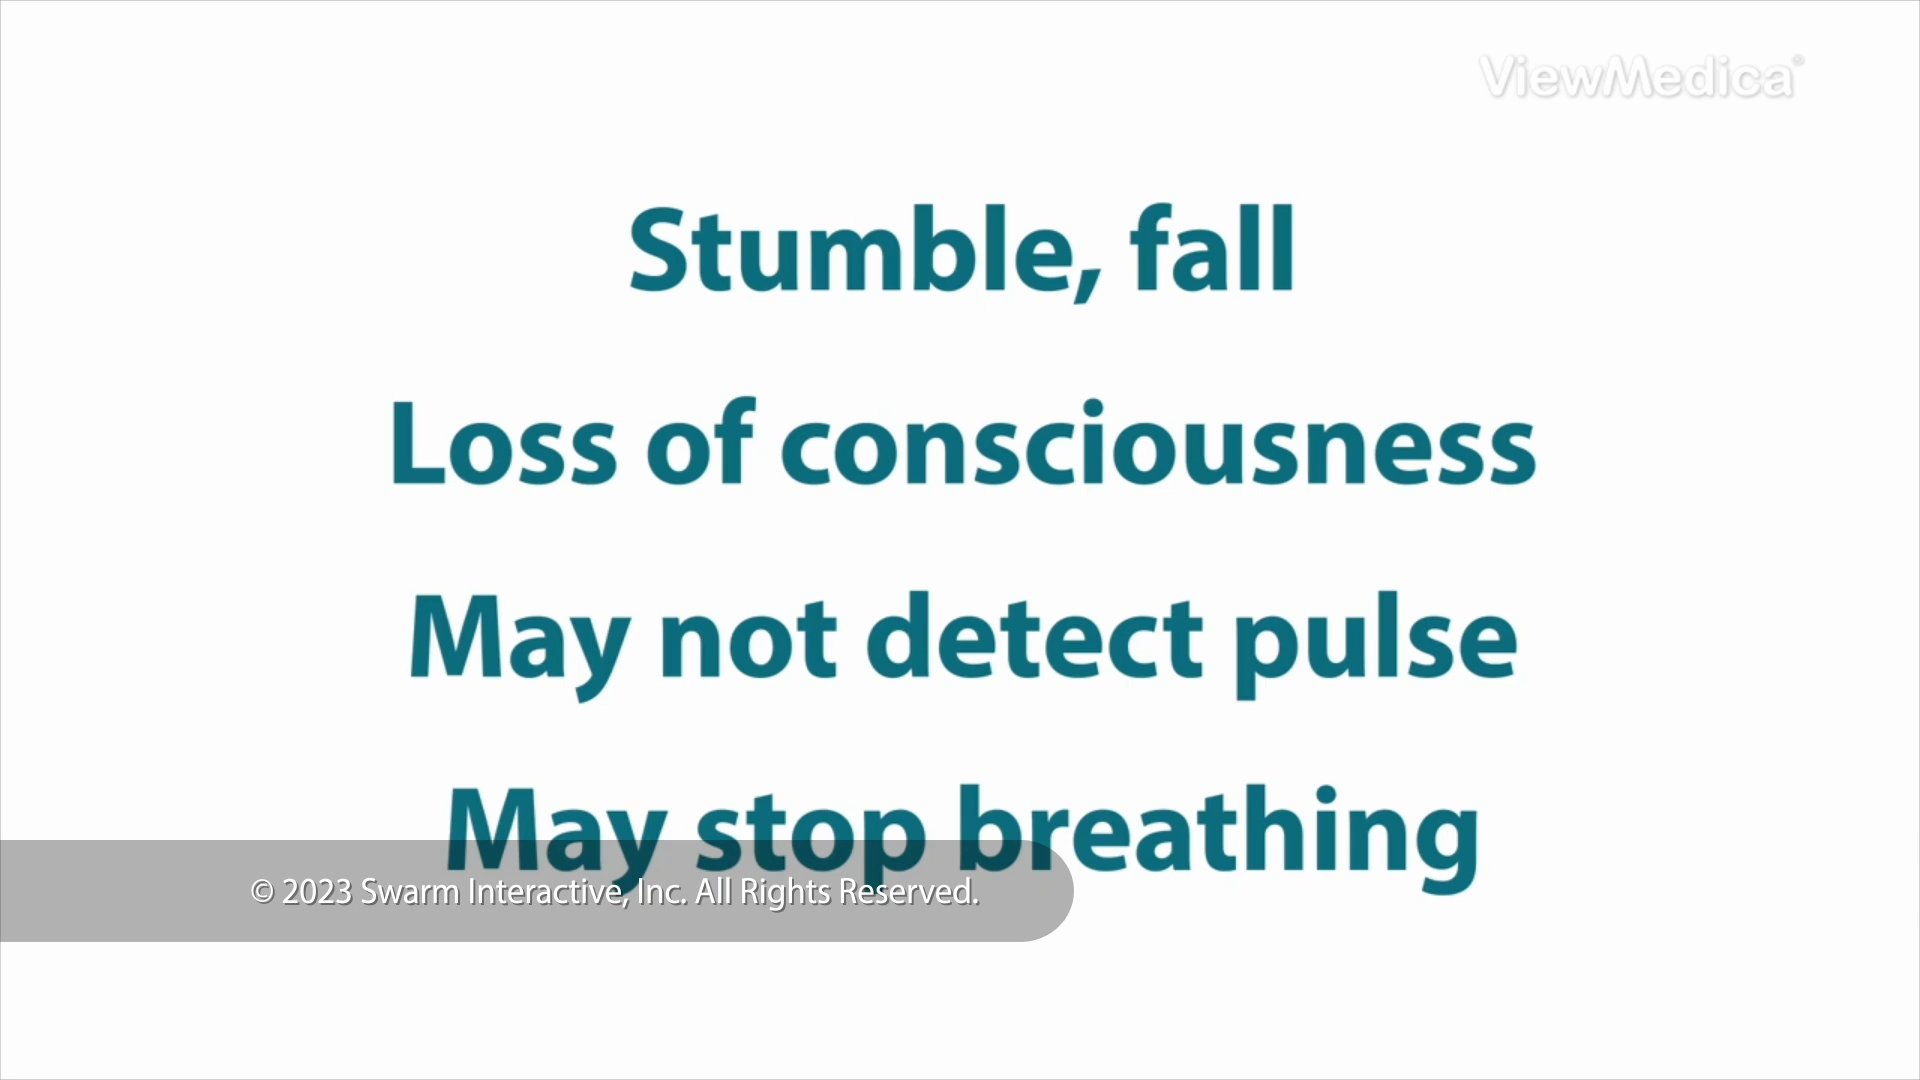 ViewMedica®
Stumble, fall
Loss of consciousness
May not detect pulse
May stop breathing
© 2023 Swarm Interactive, Inc. All Rights Reserved.